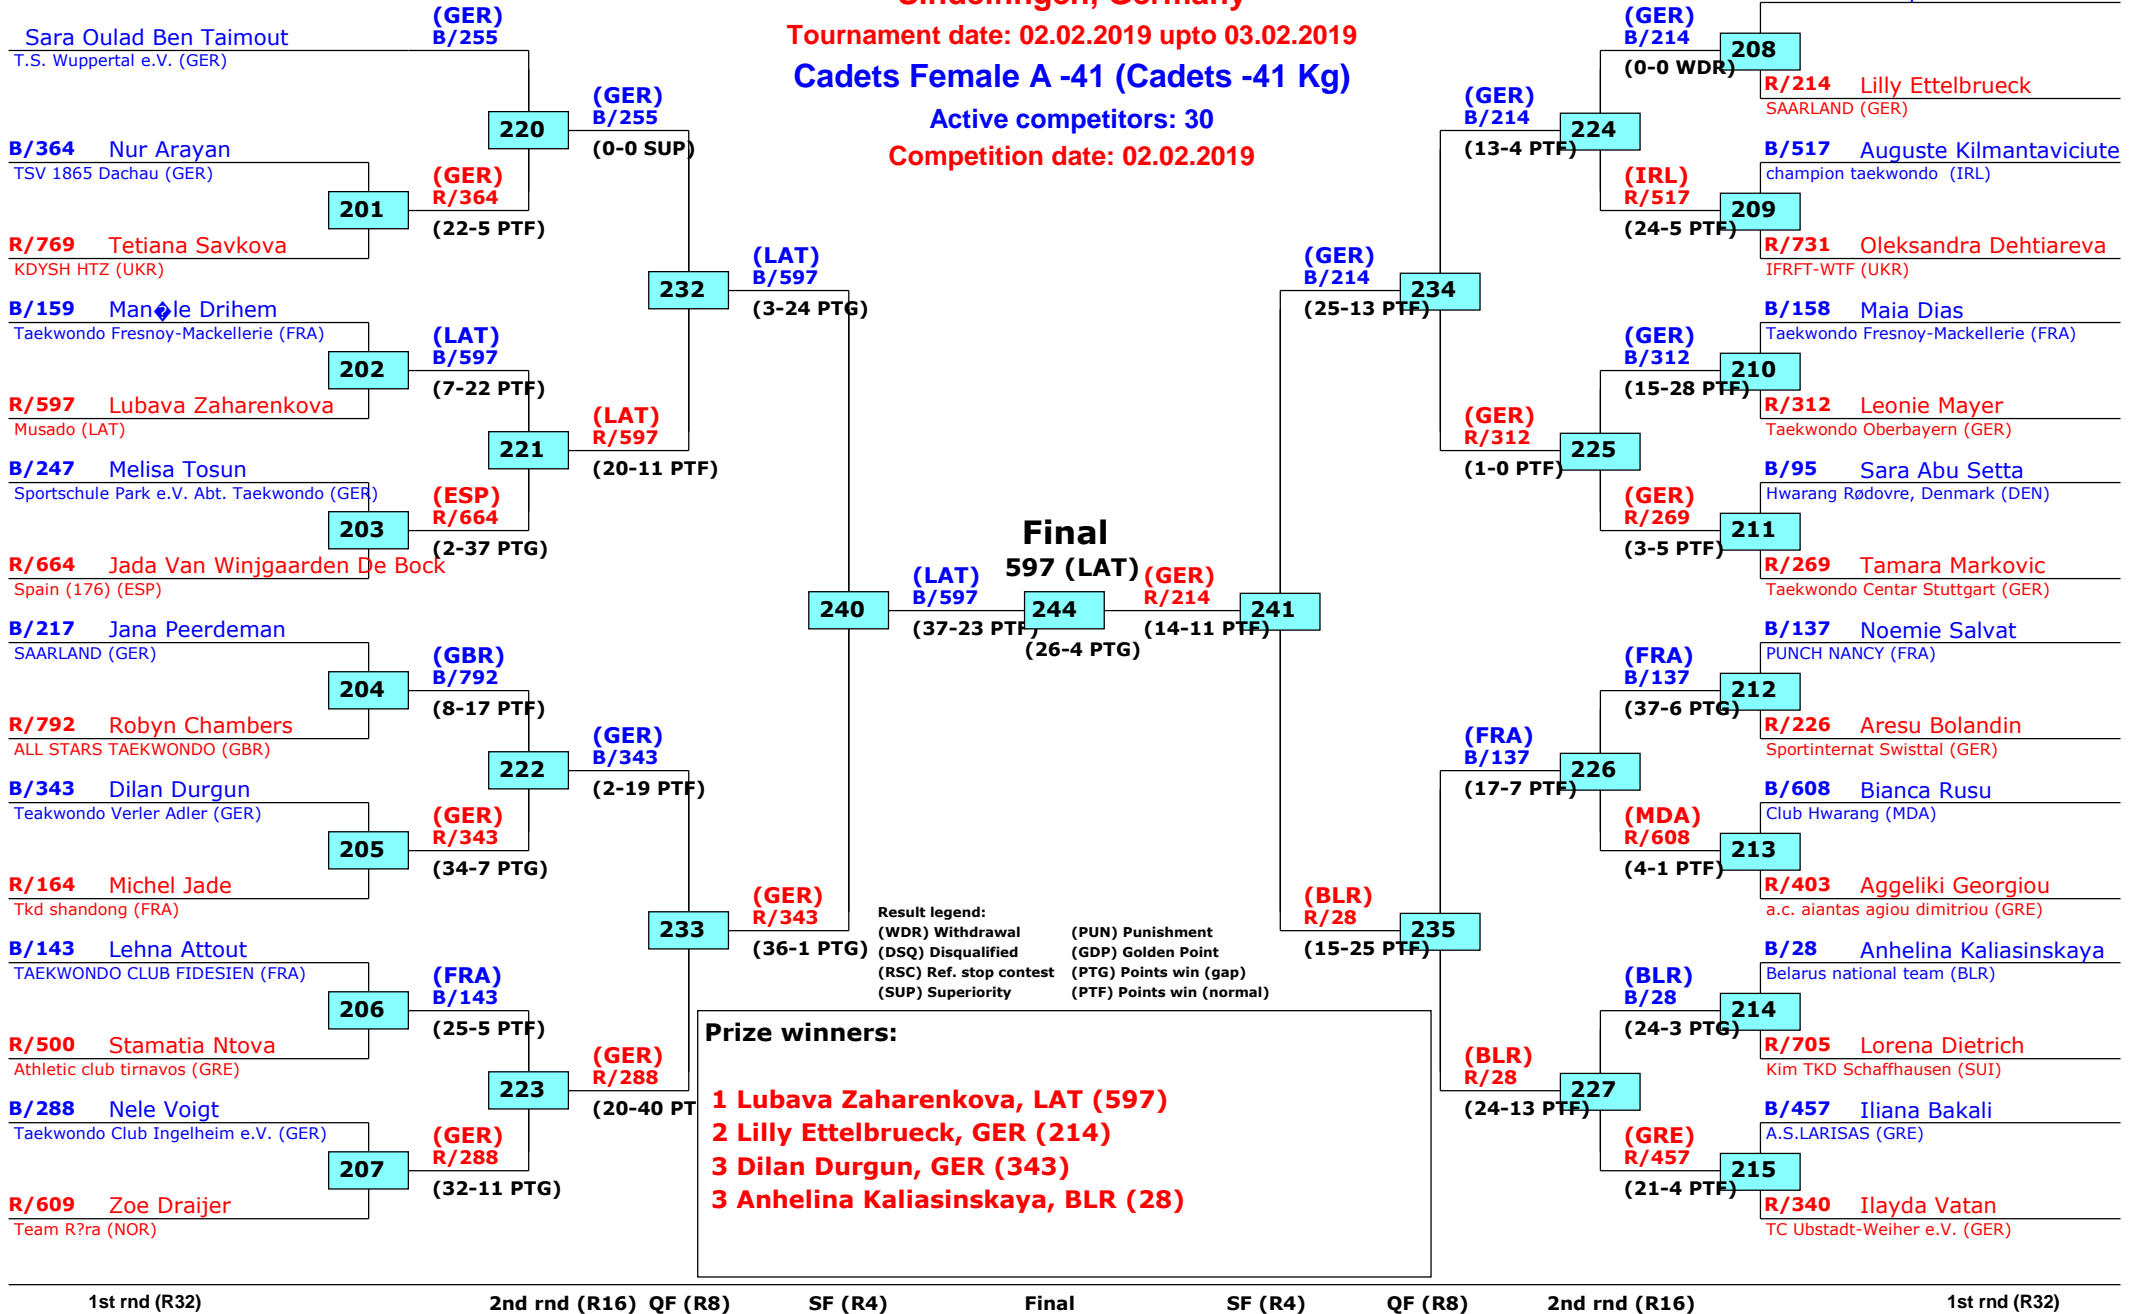 Sindelfingen, Germany
Tournament date: 02.02.2019 upto 03.02.2019
Cadets Female A -41 (Cadets -41 Kg)
Active competitors: 30
Competition date: 02.02.2019
Sara Oulad Ben Taimout
T.S. Wuppertal e.V. (GER)
B/364 Nur Arayan
TSV 1865 Dachau (GER)
201
R/769 Tetiana Savkova
KDYSH HTZ (UKR)
B/159 Man�le Drihem
Taekwondo Fresnoy-Mackellerie (FRA)
202
R/597 Lubava Zaharenkova
Musado (LAT)
B/247 Melisa Tosun
Sportschule Park e.V. Abt. Taekwondo (GER)
203
R/664 Jada Van Winjgaarden De Bock
Spain (176) (ESP)
B/217 Jana Peerdeman
SAARLAND (GER)
204
R/792 Robyn Chambers
ALL STARS TAEKWONDO (GBR)
B/343 Dilan Durgun
Teakwondo Verler Adler (GER)
205
R/164 Michel Jade
Tkd shandong (FRA)
B/143 Lehna Attout
TAEKWONDO CLUB FIDESIEN (FRA)
206
R/500 Stamatia Ntova
Athletic club tirnavos (GRE)
B/288 Nele Voigt
Taekwondo Club Ingelheim e.V. (GER)
207
R/609 Zoe Draijer
Team R?ra (NOR)
(GER)
B/255
220
(GER)
R/364
(22-5 PTF)
(LAT)
B/597
(7-22 PTF)
221
(ESP)
R/664
(2-37 PTG)
(GBR)
B/792
(8-17 PTF)
222
(GER)
R/343
(34-7 PTG)
(FRA)
B/143
(25-5 PTF)
223
(GER)
R/288
(32-11 PTG)
(GER)
B/255
(0-0 SUP)
232
(LAT)
R/597
(20-11 PTF)
(GER)
B/343
(2-19 PTF)
233
(GER)
R/288
(20-40 PT
(LAT)
B/597
(3-24 PTG)
240
(GER)
R/343
(36-1 PTG)
Final
597 (LAT)
(LAT)
B/597
(37-23 PTF)
244
(26-4 PTG)
(GER)
R/214
(14-11 PTF)
241
(GER)
B/214
(25-13 PTF)
234
(BLR)
R/28
(15-25 PTF)
235
(GER)
B/214
(13-4 PTF)
224
(GER)
R/312
(1-0 PTF)
225
(FRA)
B/137
(17-7 PTF)
226
(BLR)
R/28
(24-13 PTF)
227
(GER)
B/214
(0-0 WDR)
208
(IRL)
R/517
(24-5 PTF)
209
(GER)
B/312
(15-28 PTF)
210
(GER)
R/269
(3-5 PTF)
211
(FRA)
B/137
(37-6 PTG)
212
(MDA)
R/608
(4-1 PTF)
213
(BLR)
B/28
(24-3 PTG)
214
(GRE)
R/457
(21-4 PTF)
215
R/214 Lilly Ettelbrueck
SAARLAND (GER)
B/517 Auguste Kilmantaviciute
champion taekwondo (IRL)
R/731 Oleksandra Dehtiareva
IFRFT-WTF (UKR)
B/158 Maia Dias
Taekwondo Fresnoy-Mackellerie (FRA)
R/312 Leonie Mayer
Taekwondo Oberbayern (GER)
B/95 Sara Abu Setta
Hwarang Rødovre, Denmark (DEN)
R/269 Tamara Markovic
Taekwondo Centar Stuttgart (GER)
B/137 Noemie Salvat
PUNCH NANCY (FRA)
R/226 Aresu Bolandin
Sportinternat Swisttal (GER)
B/608 Bianca Rusu
Club Hwarang (MDA)
R/403 Aggeliki Georgiou
a.c. aiantas agiou dimitriou (GRE)
B/28 Anhelina Kaliasinskaya
Belarus national team (BLR)
R/705 Lorena Dietrich
Kim TKD Schaffhausen (SUI)
B/457 Iliana Bakali
A.S.LARISAS (GRE)
R/340 Ilayda Vatan
TC Ubstadt-Weiher e.V. (GER)
Result legend:
(WDR) Withdrawal (PUN) Punishment
(DSQ) Disqualified (GDP) Golden Point
(RSC) Ref. stop contest (PTG) Points win (gap)
(SUP) Superiority (PTF) Points win (normal)
Prize winners:
1 Lubava Zaharenkova, LAT (597)
2 Lilly Ettelbrueck, GER (214)
3 Dilan Durgun, GER (343)
3 Anhelina Kaliasinskaya, BLR (28)
1st rnd (R32) 2nd rnd (R16) QF (R8) SF (R4) Final SF (R4) QF (R8) 2nd rnd (R16) 1st rnd (R32)